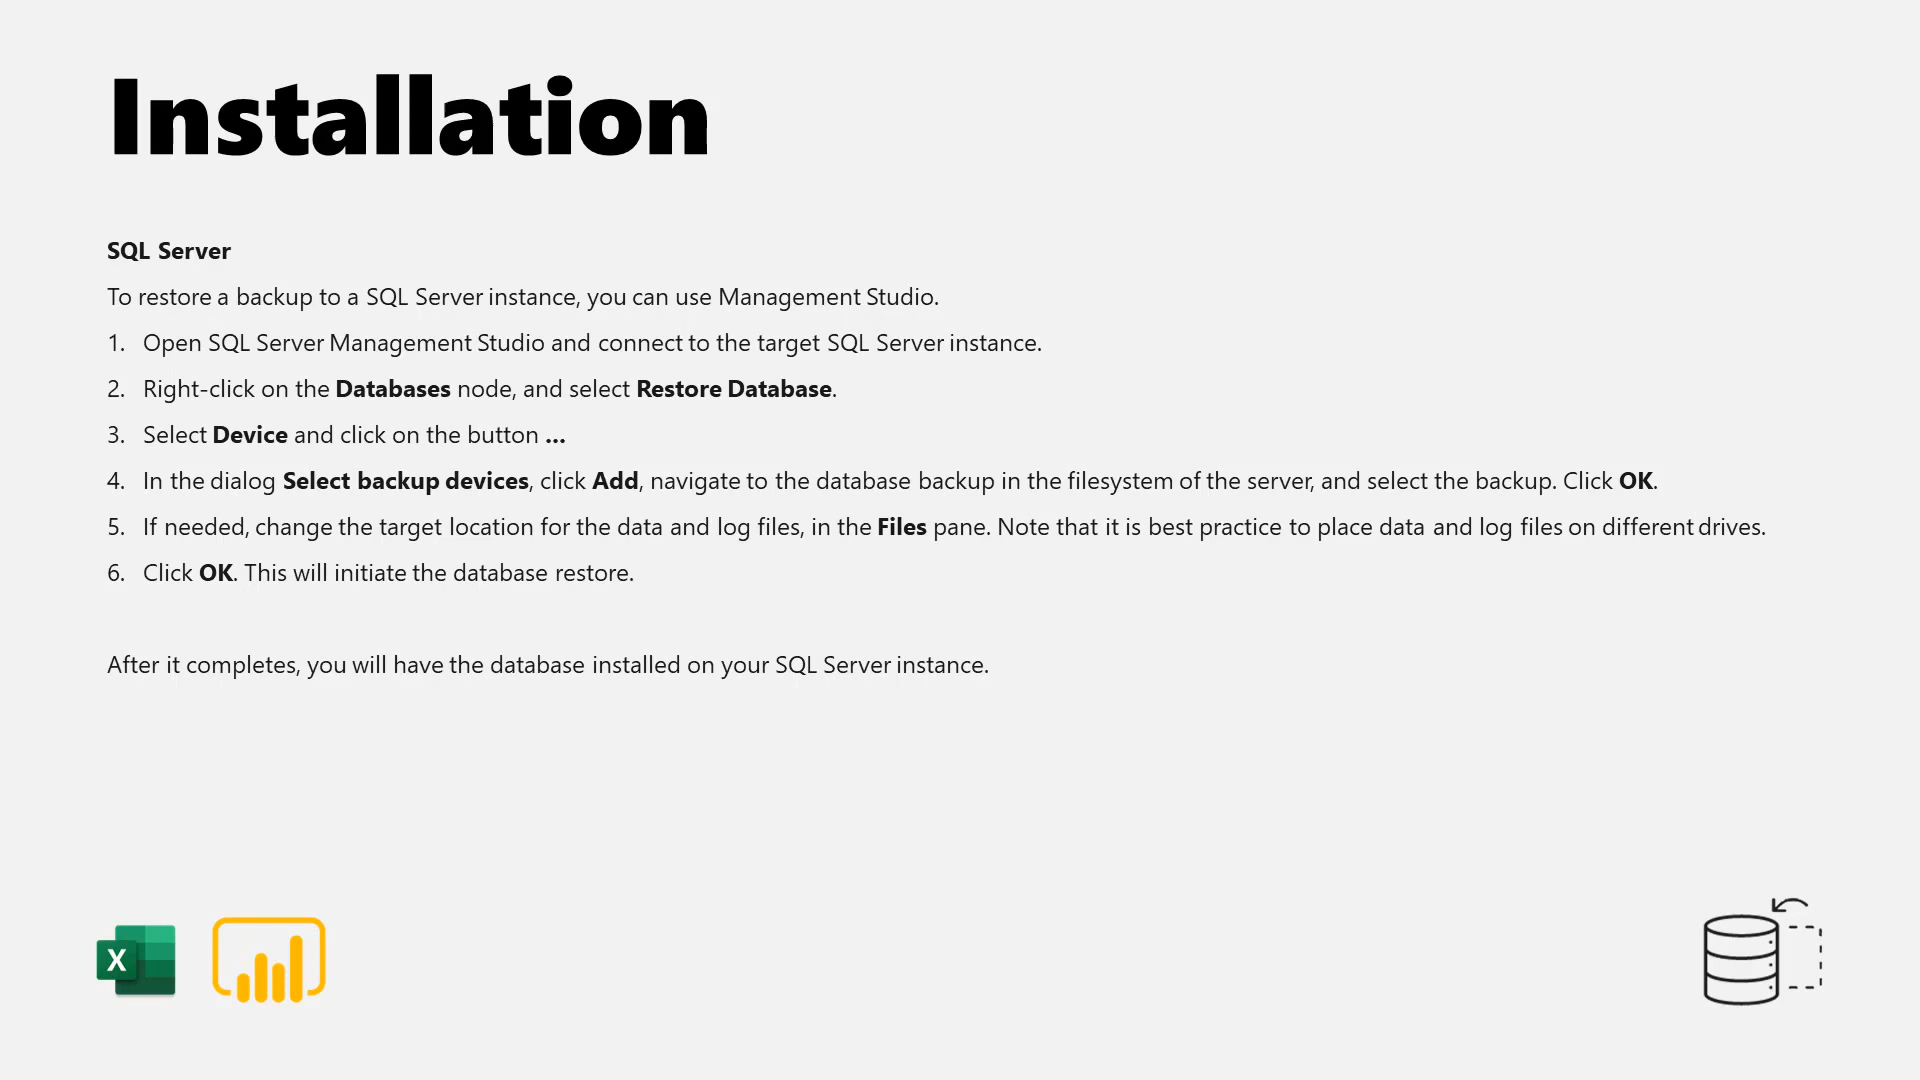 Installation
SQL Server
To restore a backup to a SQL Server instance, you can use Management Studio.
1. Open SQL Server Management Studio and connect to the target SQL Server instance.
2. Right-click on the Databases node, and select Restore Database.
3. Select Device and click on the button ...
4. In the dialog Select backup devices, click Add, navigate to the database backup in the filesystem of the server, and select the backup. Click OK.
5. If needed, change the target location for the data and log files, in the Files pane. Note that it is best practice to place data and log files on different drives.
6. Click OK. This will initiate the database restore.
After it completes, you will have the database installed on your SQL Server instance.
X